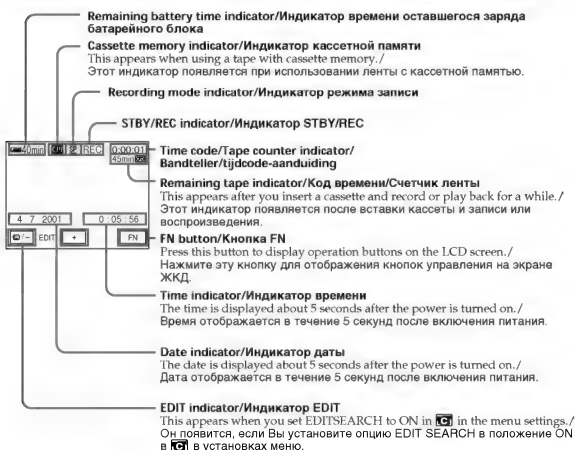 Remaining battery time indicator/Индикатор времени оставшегося заряда
батарейного блока
Cassette memory indicator/Индикатор кассетной памяти
This appears when using a tape with cassette memory./
Этот индикатор появляется при использовании ленты с кассетной памятью.
Recording mode indicator/Индикатор режима записи
STBY/REC indicator/Индикатор STBY/REC
40min SP REC 0:00:01
45min
Time code/Tape counter indicator/
Bandteller/tijdcode-aanduiding
Remaining tape indicator/Код времени/Счетчик ленты
This appears after you insert a cassette and record or play back for a while./
Этот индикатор появляется после вставки кассеты и записи или
воспроизведения.
4 7 2001 0:05:56
– EDIT + FN
FN button/Кнопка FN
Press this button to display operation buttons on the LCD screen./
Нажмите эту кнопку для отображения кнопок управления на экране
ЖКД.
Time indicator/Индикатор времени
The time is displayed about 5 seconds after the power is turned on./
Время отображается в течение 5 секунд после включения питания.
Date indicator/Индикатор даты
The date is displayed about 5 seconds after the power is turned on./
Дата отображается в течение 5 секунд после включения питания.
EDIT indicator/Индикатор EDIT
This appears when you set EDITSEARCH to ON in in the menu settings./
Он появится, если Вы установите опцию EDIT SEARCH в положение ON
в в установках меню.